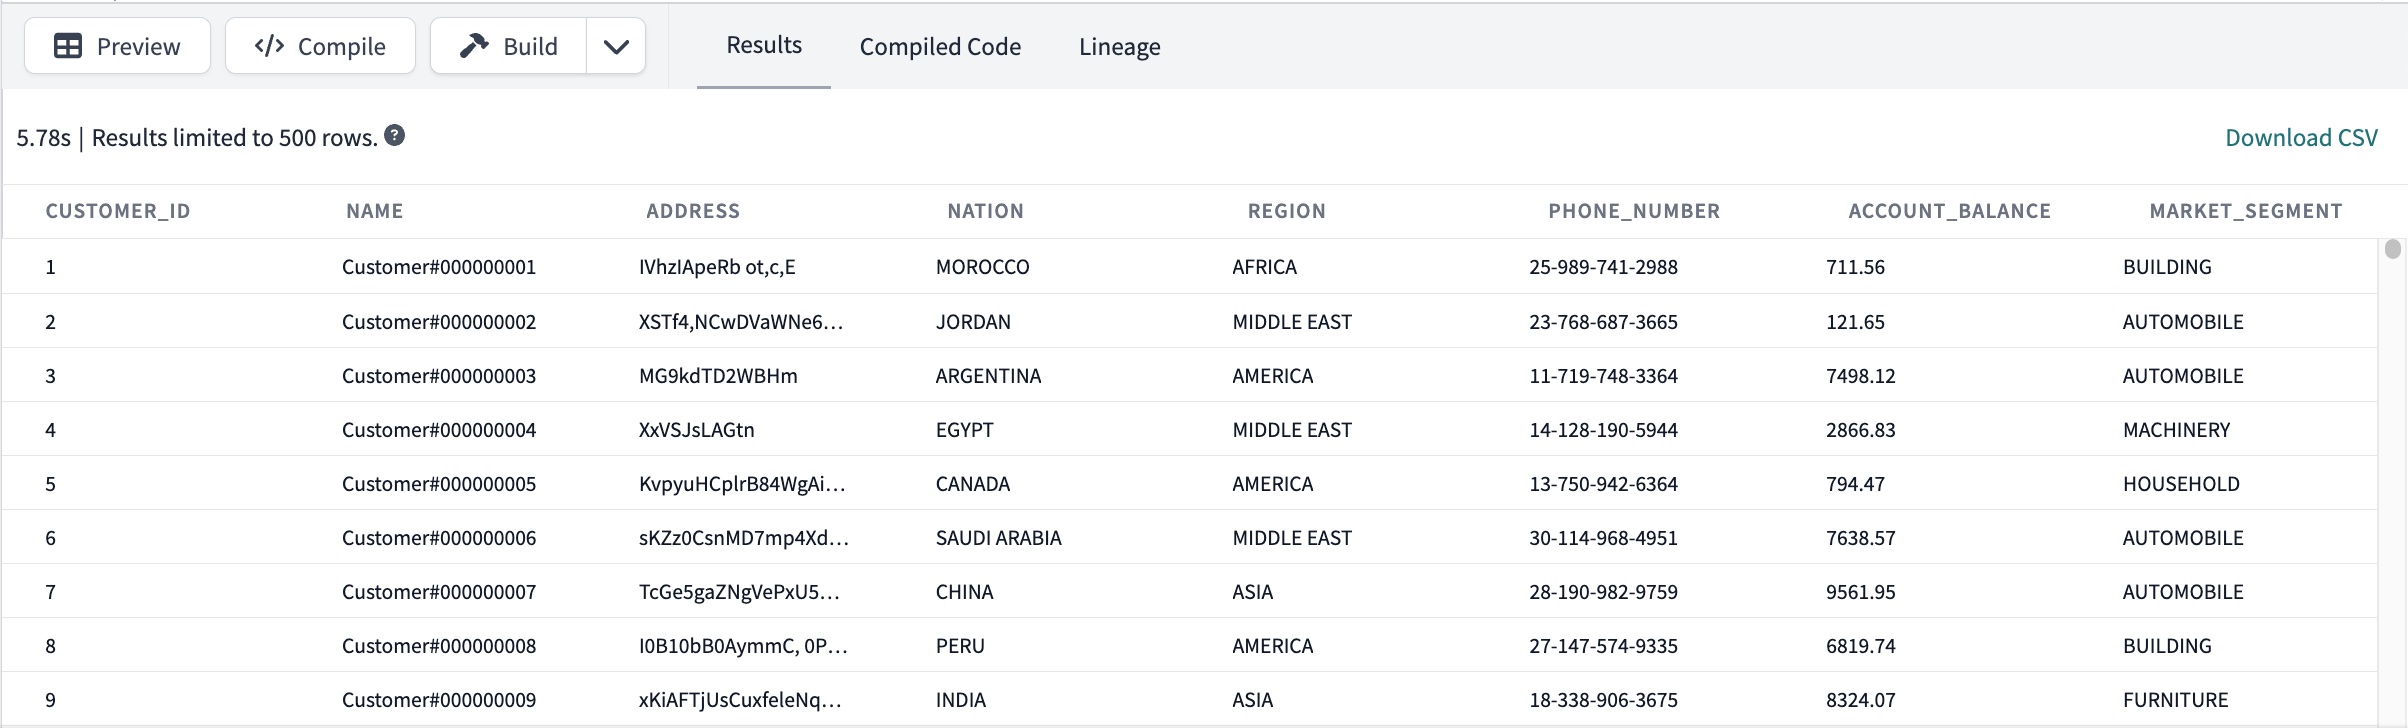 Preview Compile Build Results Compiled Code Lineage
5.78s | Results limited to 500 rows. ? Download CSV
CUSTOMER_ID NAME ADDRESS NATION REGION PHONE_NUMBER ACCOUNT_BALANCE MARKET_SEGMENT
1 Customer#000000001 IVhzIApeRb ot,c,E MOROCCO AFRICA 25-989-741-2988 711.56 BUILDING
2 Customer#000000002 XSTf4,NCwDVaWNe6… JORDAN MIDDLE EAST 23-768-687-3665 121.65 AUTOMOBILE
3 Customer#000000003 MG9kdTD2WBHm ARGENTINA AMERICA 11-719-748-3364 7498.12 AUTOMOBILE
4 Customer#000000004 XxVSJsLAGtn EGYPT MIDDLE EAST 14-128-190-5944 2866.83 MACHINERY
5 Customer#000000005 KvpyuHCplrB84WgAi… CANADA AMERICA 13-750-942-6364 794.47 HOUSEHOLD
6 Customer#000000006 sKZz0CsnMD7mp4Xd… SAUDI ARABIA MIDDLE EAST 30-114-968-4951 7638.57 AUTOMOBILE
7 Customer#000000007 TcGe5gaZNgVePxU5… CHINA ASIA 28-190-982-9759 9561.95 AUTOMOBILE
8 Customer#000000008 I0B10bB0AymmC, 0P… PERU AMERICA 27-147-574-9335 6819.74 BUILDING
9 Customer#000000009 xKiAFTjUsCuxfeleNq… INDIA ASIA 18-338-906-3675 8324.07 FURNITURE